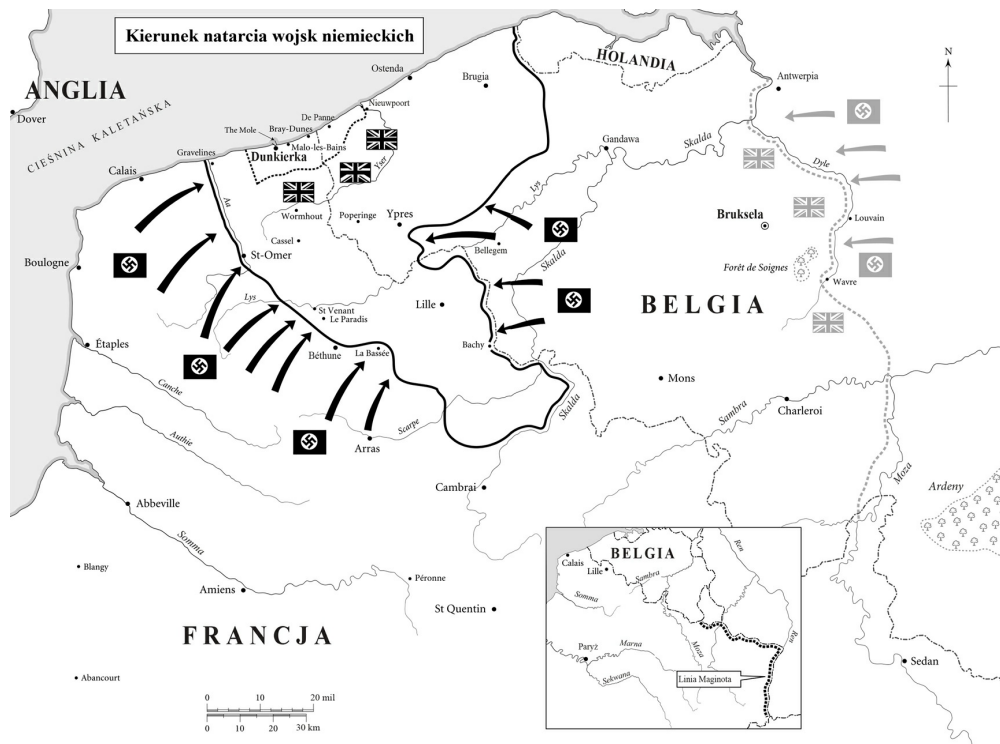 Kierunek natarcia wojsk niemieckich
HOLANDIA
N
ANGLIA
Dover
CIEŚNINA KALETAŃSKA
Ostenda
Brugia
Antwerpia
Nieuwpoort
De Panne
The Mole
Bray-Dunes
Malo-les-Bains
Dunkierka
Gravelines
Yser
Calais
Gandawa
Skalda
Dyle
Lys
Aa
Wormhout
Poperinge
Ypres
Bruksela
Louvain
Cassel
Bellegem
St-Omer
Skalda
Boulogne
Forêt de Soignes
Wavre
Lys
St Venant
Le Paradis
Lille
BELGIA
Étaples
Béthune
La Bassée
Bachy
Canche
Mons
Skalda
Sambra
Charleroi
Authie
Scarpe
Arras
Cambrai
Moza
Ardeny
Abbeville
Somma
Blangy
Amiens
Péronne
St Quentin
FRANCJA
Abancourt
Sedan
BELGIA
Calais
Lille
Ren
Sambra
Somma
Paryż
Marna
Moza
Ren
Sekwana
Linia Maginota
0 10 20 mil
0 10 20 30 km